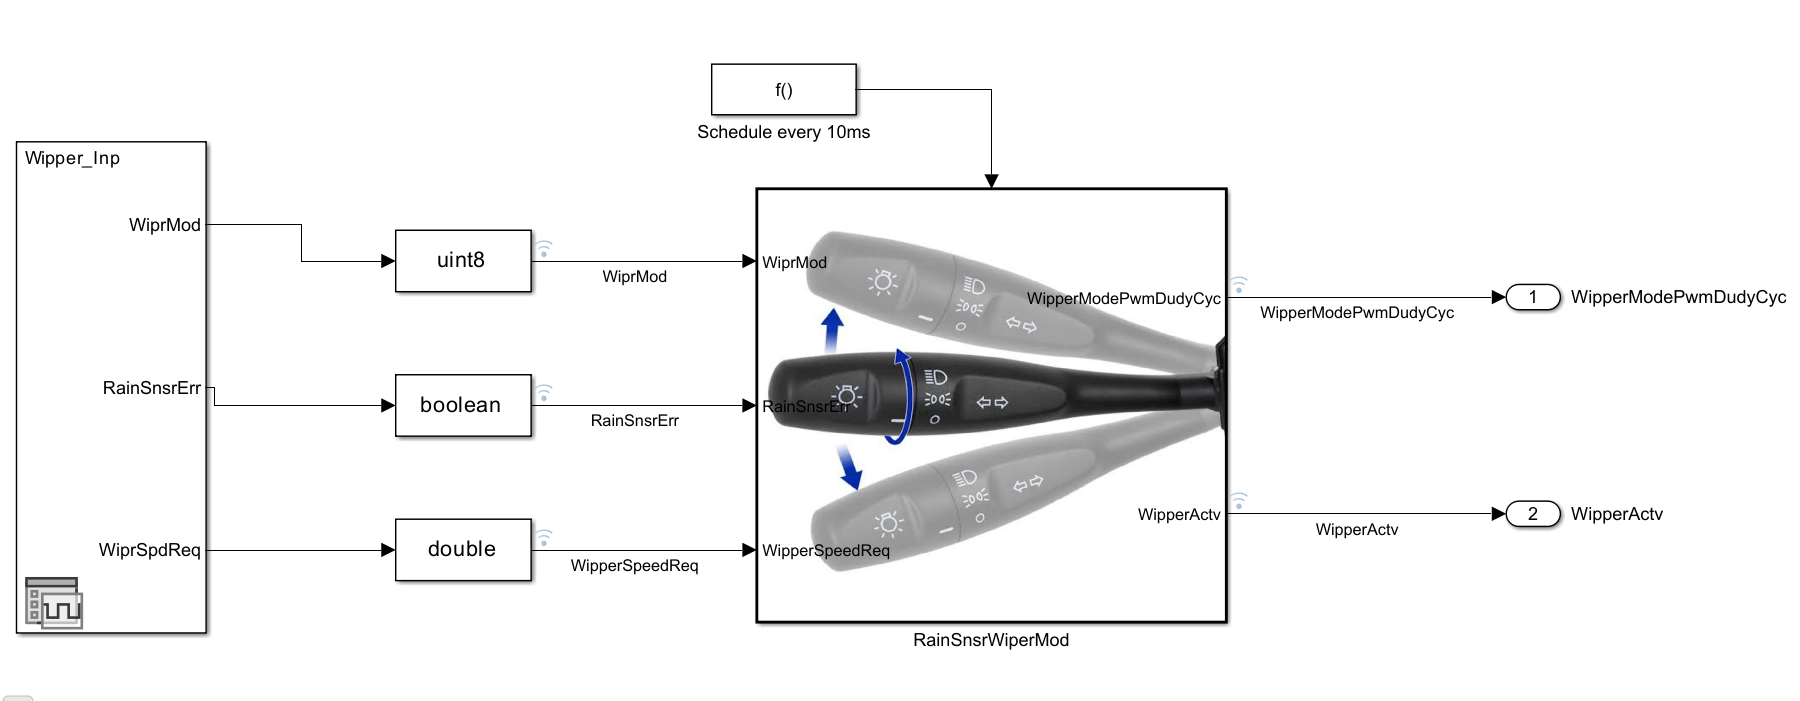 f()
Schedule every 10ms
Wipper_Inp
WiprMod
RainSnsrErr
WiprSpdReq
uint8
boolean
double
WiprMod
RainSnsrErr
WipperSpeedReq
WiprMod
RainSnsrErr
WipperSpeedReq
WipperModePwmDudyCyc
WipperActv
RainSnsrWiperMod
WipperModePwmDudyCyc
WipperActv
1
WipperModePwmDudyCyc
2
WipperActv